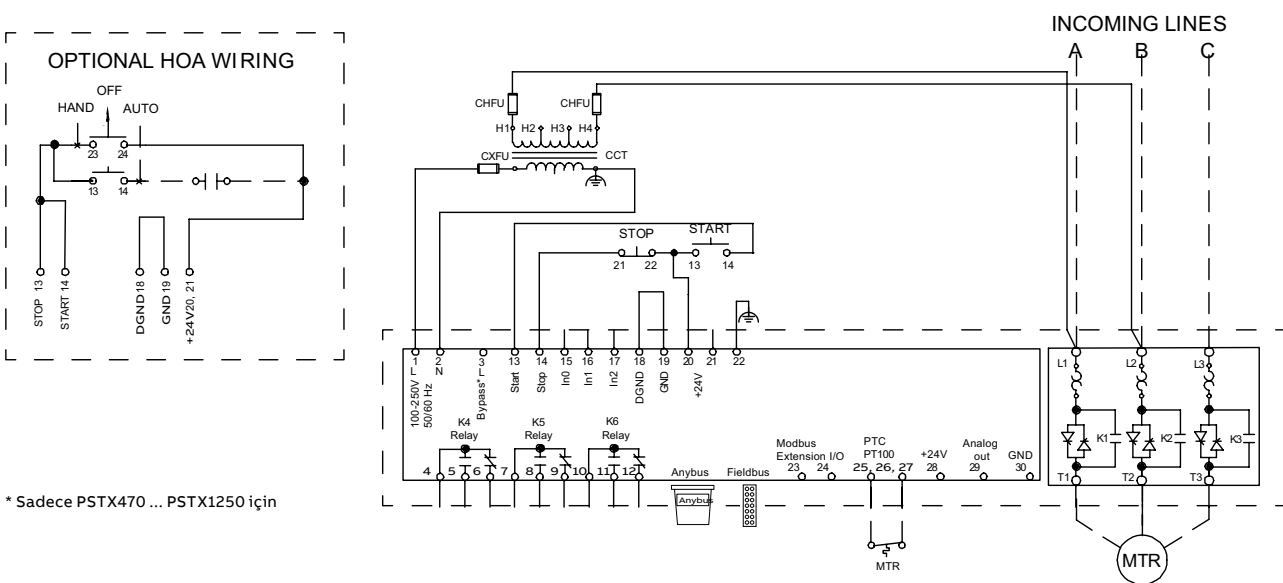 OPTIONAL HOA WIRING
OFF
HAND AUTO
23 24
13 14
STOP 13
START 14
DGND 18
GND 19
+24V20, 21
INCOMING LINES
A B C
CHFU CHFU
H1 H2 H3 H4
CXFU CCT
STOP START
21 22 13 14
1 2 3 13 14 15 16 17 18 19 20 21 22
L
100-250V
50/60 Hz
N
Bypass* L
Start
Stop
In0
In1
In2
DGND
GND
+24V
K4
Relay
K5
Relay
K6
Relay
4 5 6 7 8 9 10 11 12
Anybus
Anybus
Fieldbus
Modbus
Extension I/O
23 24
PTC
PT100
25, 26, 27
+24V
28
Analog
out
29
GND
30
L1 L2 L3
K1 K2 K3
T1 T2 T3
MTR
MTR
* Sadece PSTX470 ... PSTX1250 için